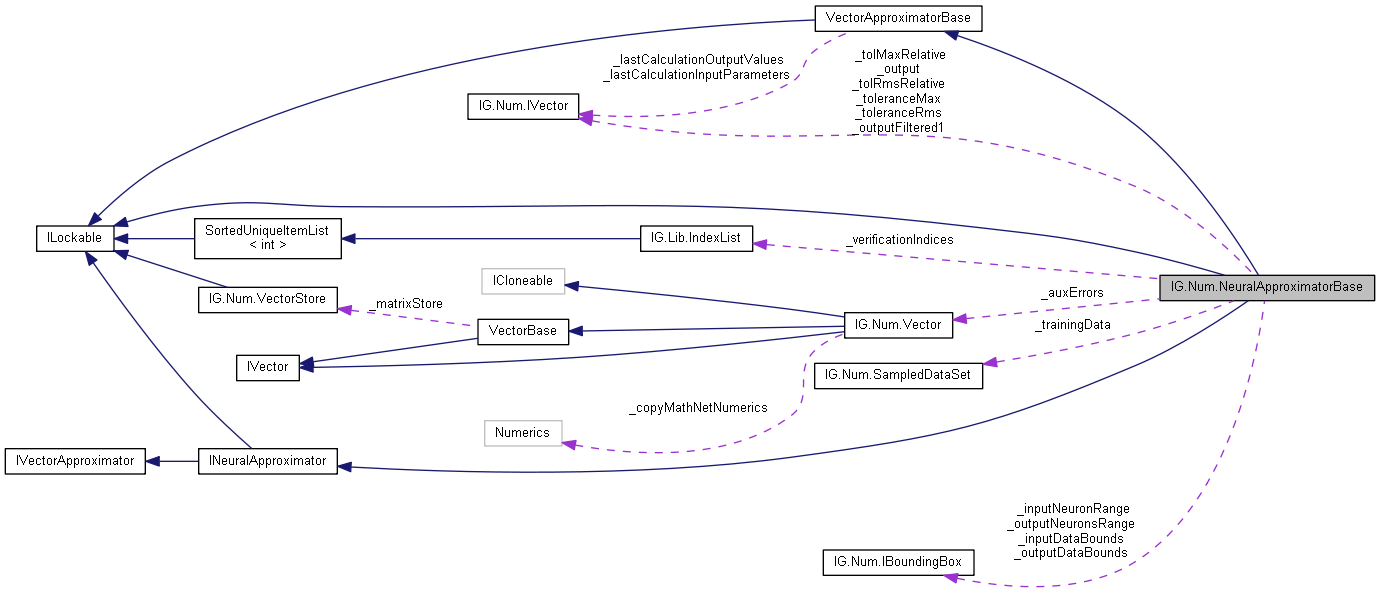 VectorApproximatorBase
_lastCalculationOutputValues
_lastCalculationInputParameters
_tolMaxRelative
_output
_tolRmsRelative
_toleranceMax
_toleranceRms
_outputFiltered1
IG.Num.IVector
ILockable
SortedUniqueItemList
< int >
IG.Lib.IndexList
_verificationIndices
ICloneable
IG.Num.NeuralApproximatorBase
IG.Num.VectorStore
_matrixStore
_auxErrors
VectorBase
IG.Num.Vector
_trainingData
IVector
IG.Num.SampledDataSet
_copyMathNetNumerics
Numerics
IVectorApproximator
INeuralApproximator
_inputNeuronRange
_outputNeuronsRange
_inputDataBounds
_outputDataBounds
IG.Num.IBoundingBox